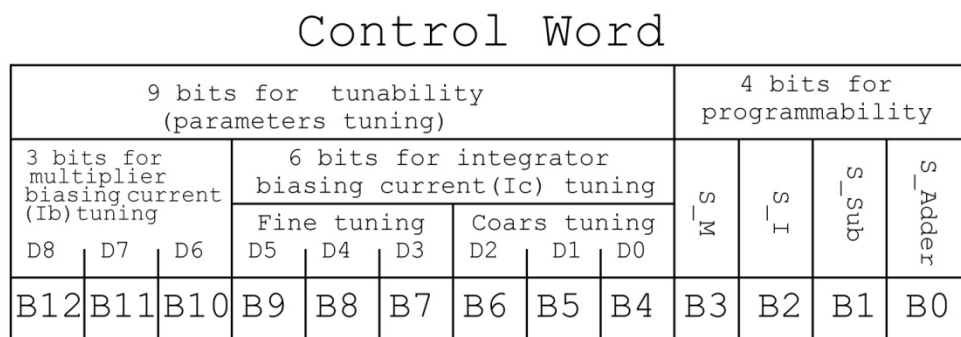 Control Word
9 bits for tunability
(parameters tuning)
4 bits for
programmability
3 bits for
multiplier
biasing current
(Ib)tuning
6 bits for integrator
biasing current(Ic) tuning
Fine tuning
Coars tuning
S_M
S_I
S_Sub
S_Adder
D8 D7 D6 D5 D4 D3 D2 D1 D0
B12 B11 B10 B9 B8 B7 B6 B5 B4 B3 B2 B1 B0